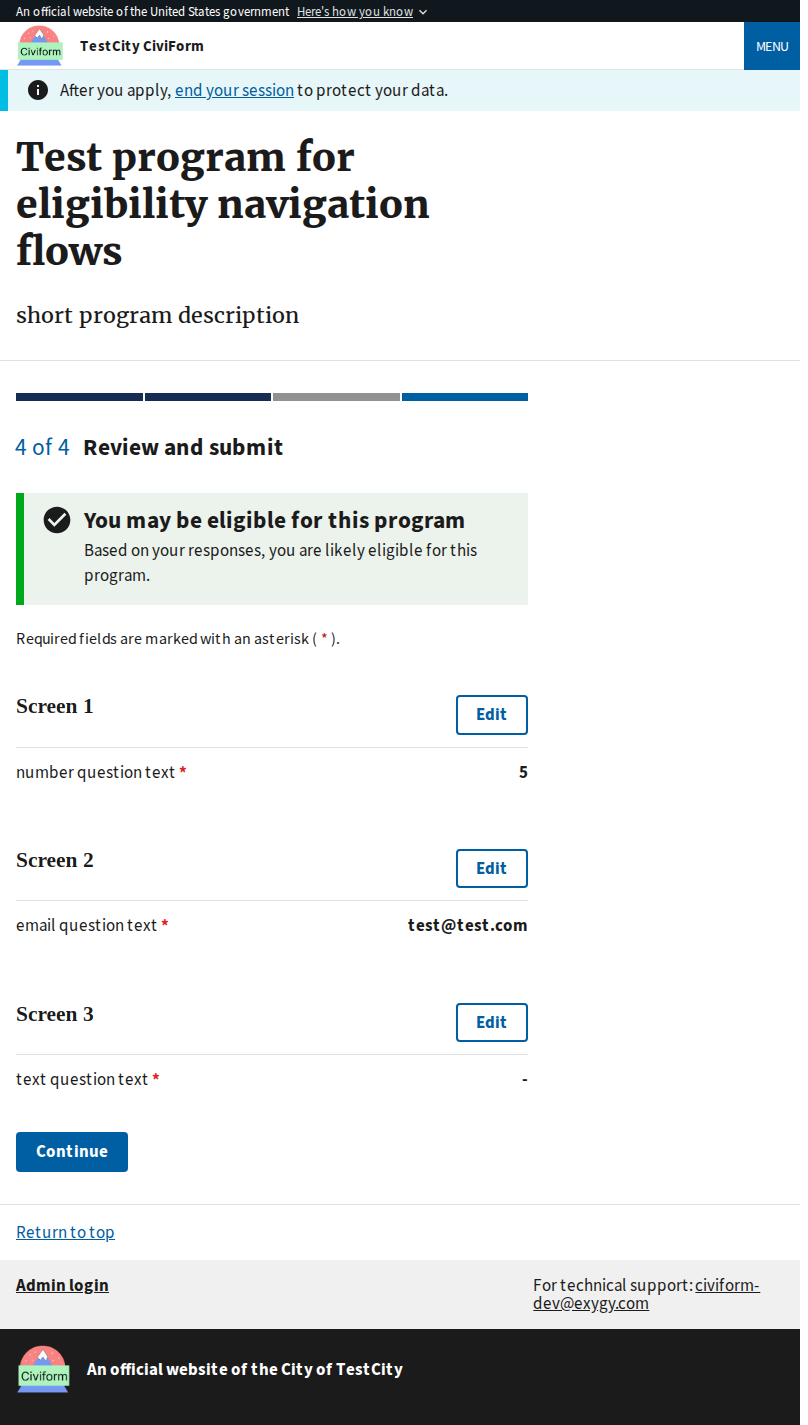 An official website of the United States government Here's how you know
Civiform
TestCity CiviForm
MENU
After you apply, end your session to protect your data.
Test program for
eligibility navigation
flows
short program description
4 of 4 Review and submit
You may be eligible for this program
Based on your responses, you are likely eligible for this
program.
Required fields are marked with an asterisk ( * ).
Screen 1
Edit
number question text *
5
Screen 2
Edit
email question text *
test@test.com
Screen 3
Edit
text question text *
-
Continue
Return to top
Admin login
For technical support: civiform-
dev@exygy.com
Civiform
An official website of the City of TestCity